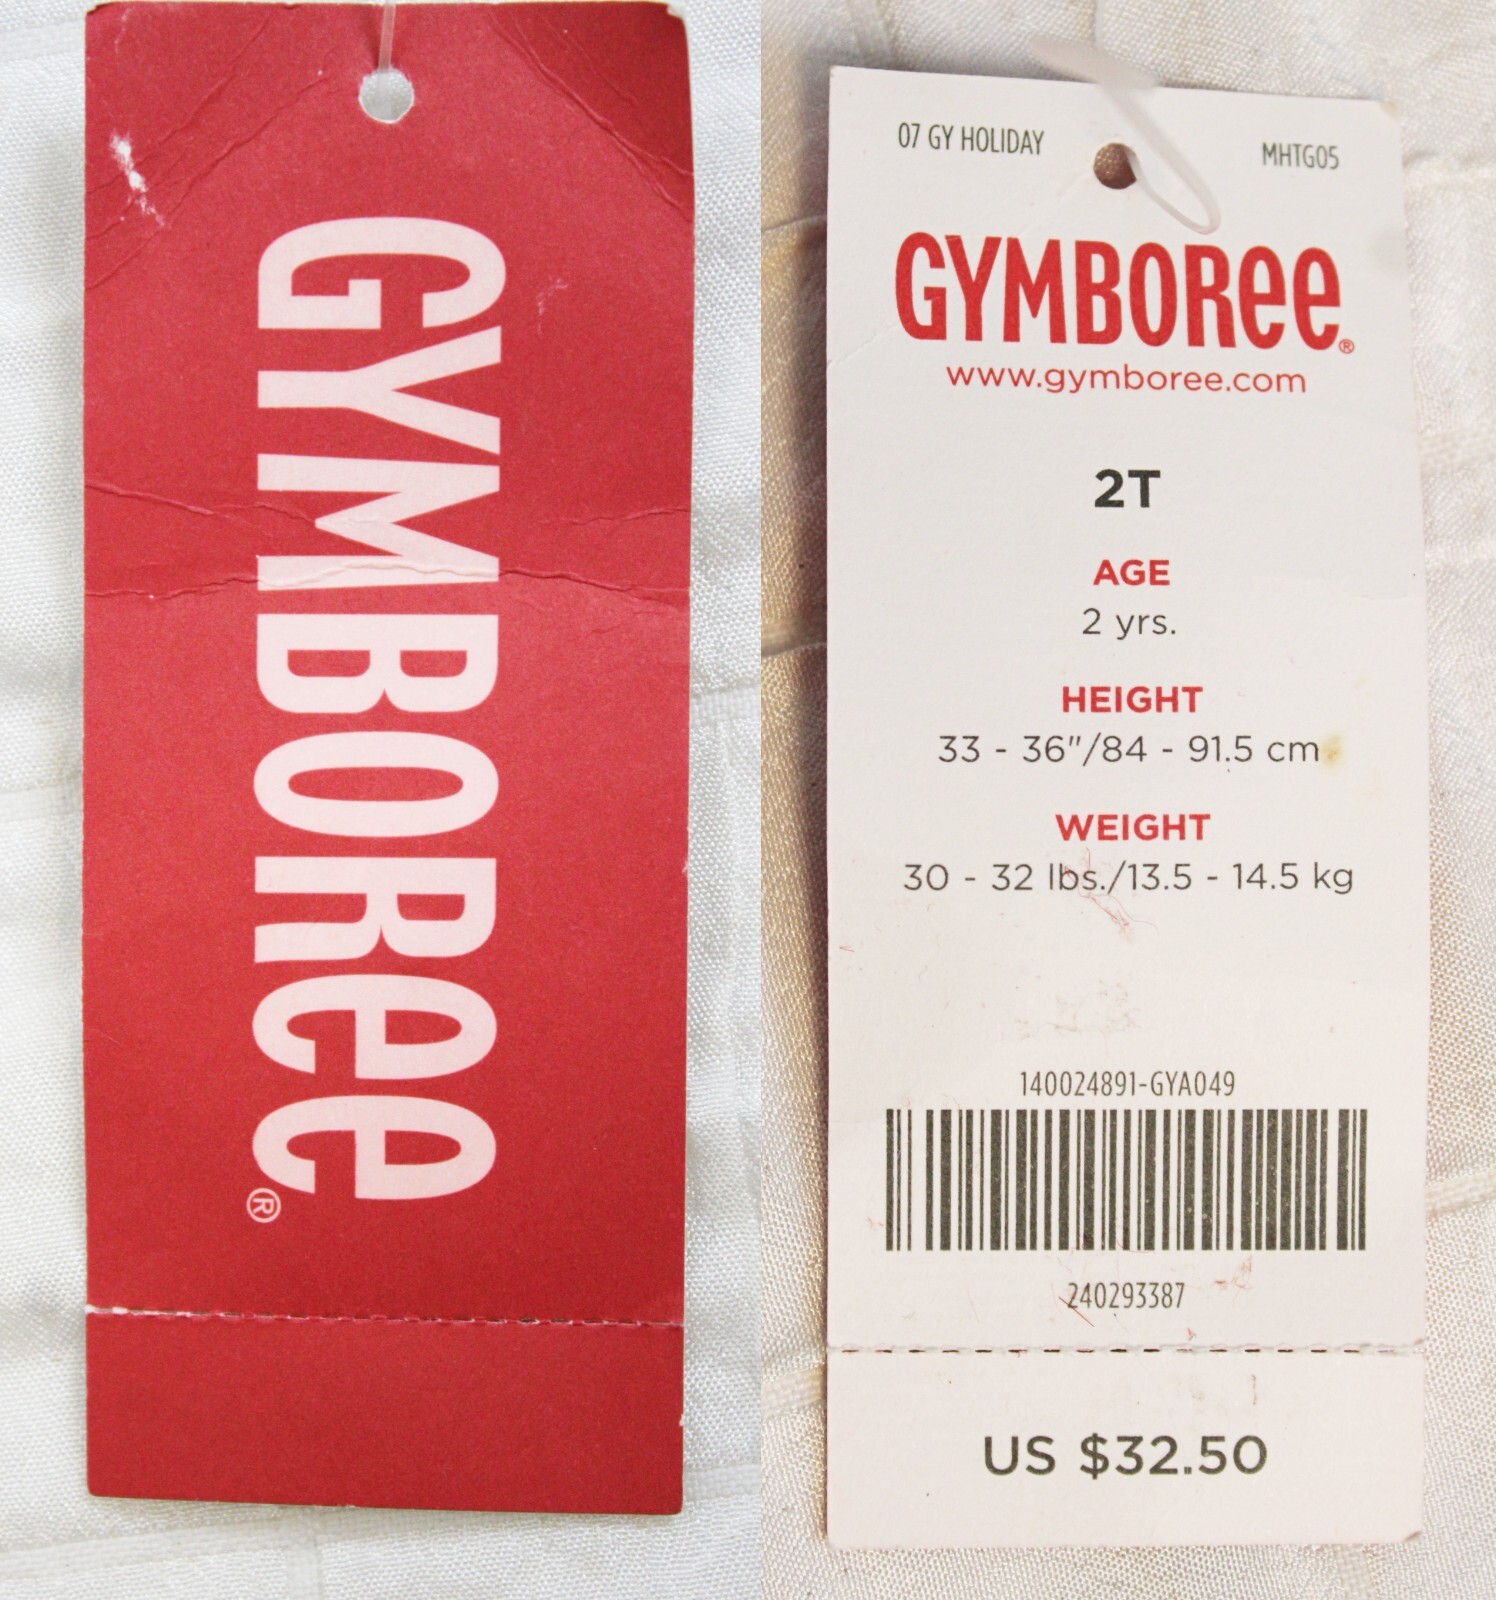 GYMBOREE®
07 GY HOLIDAY
MHTG05
GYMBOREE®
www.gymboree.com
2T
AGE
2 yrs.
HEIGHT
33 - 36"/84 - 91.5 cm
WEIGHT
30 - 32 lbs./13.5 - 14.5 kg
140024891-GYA049
240293387
US $32.50